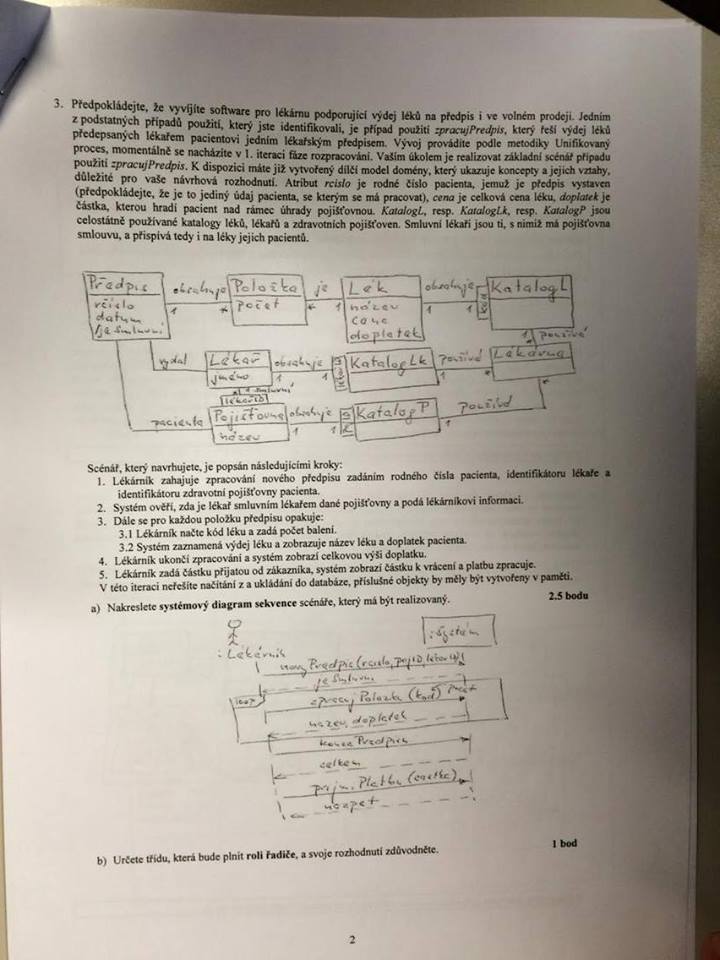 3. Předpokládejte, že vyvíjíte software pro lékárnu podporující výdej léků na předpis i ve volném prodeji. Jedním
z podstatných případů použití, který jste identifikovali, je případ použití zpracujPredpis, který řeší výdej léků
předepsaných lékařem pacientovi jedním lékařským předpisem. Vývoj provádíte podle metodiky Unifikovaný
proces, momentálně se nacházíte v 1. iteraci fáze rozpracování. Vaším úkolem je realizovat základní scénář případu
použití zpracujPredpis. K dispozici máte již vytvořený dílčí model domény, který ukazuje koncepty a jejich vztahy,
důležité pro vaše návrhová rozhodnutí. Atribut rcislo je rodné číslo pacienta, jemuž je předpis vystaven
(předpokládejte, že je to jediný údaj pacienta, se kterým se má pracovat), cena je celková cena léku, doplatek je
částka, kterou hradí pacient nad rámec úhrady pojišťovnou. KatalogL, resp. KatalogLk, resp. KatalogP jsou
celostátně používané katalogy léků, lékařů a zdravotních pojišťoven. Smluvní lékaři jsou ti, s nimiž má pojišťovna
smlouvu, a přispívá tedy i na léky jejich pacientů.
Předpis obsahuje Položka je Lék obsahuje KatalogL
rčíslo počet název
datum 1 * * 1 cena 1 1
/jeSmluvní doplatek 1 používá
vydal Lékař obsahuje KatalogLk používá Lékárna
jméno 1 1 1 1
* smluvní
lékařID
pacienta Pojišťovna obsahuje KatalogP používá
název 1 1 1
Scénář, který navrhujete, je popsán následujícími kroky:
1. Lékárník zahajuje zpracování nového předpisu zadáním rodného čísla pacienta, identifikátoru lékaře a
identifikátoru zdravotní pojišťovny pacienta.
2. Systém ověří, zda je lékař smluvním lékařem dané pojišťovny a podá lékárníkovi informaci.
3. Dále se pro každou položku předpisu opakuje:
3.1 Lékárník načte kód léku a zadá počet balení.
3.2 Systém zaznamená výdej léku a zobrazuje název léku a doplatek pacienta.
4. Lékárník ukončí zpracování a systém zobrazí celkovou výši doplatku.
5. Lékárník zadá částku přijatou od zákazníka, systém zobrazí částku k vrácení a platbu zpracuje.
V této iteraci neřešíte načítání z a ukládání do databáze, příslušné objekty by měly být vytvořeny v paměti.
a) Nakreslete systémový diagram sekvence scénáře, který má být realizovaný. 2.5 bodu
:Lékárník :Systém
novyPredpis(rcislo, pojID, lekarID)
jeSmluvni
loop zpracujPolozku(kod, pocet)
nazev, doplatek
konecPredpisu
celkem
prijmiPlatbu(castka)
nazpet
b) Určete třídu, která bude plnit roli řadiče, a svoje rozhodnutí zdůvodněte. 1 bod
2